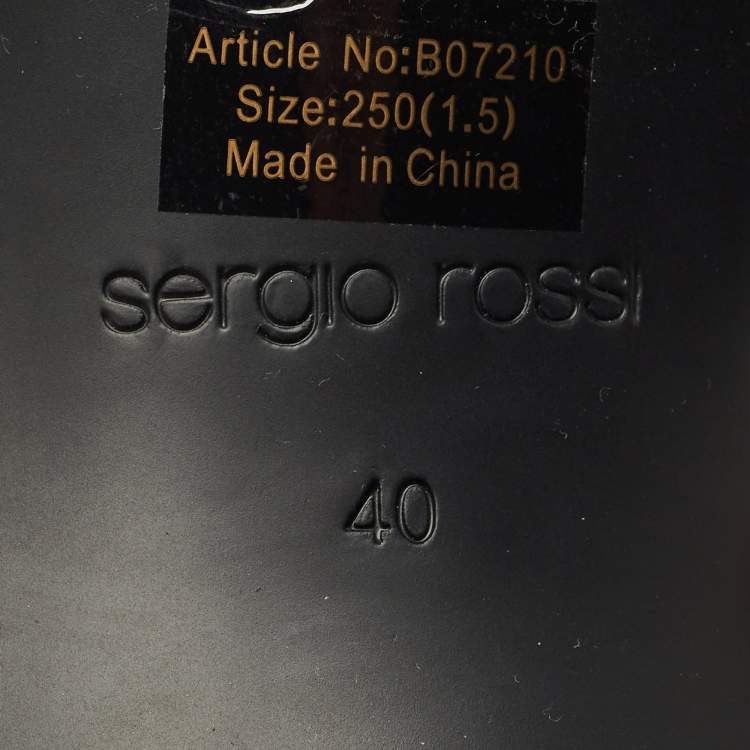 Article No:B07210
Size:250(1.5)
Made in China
sergio rossi
40